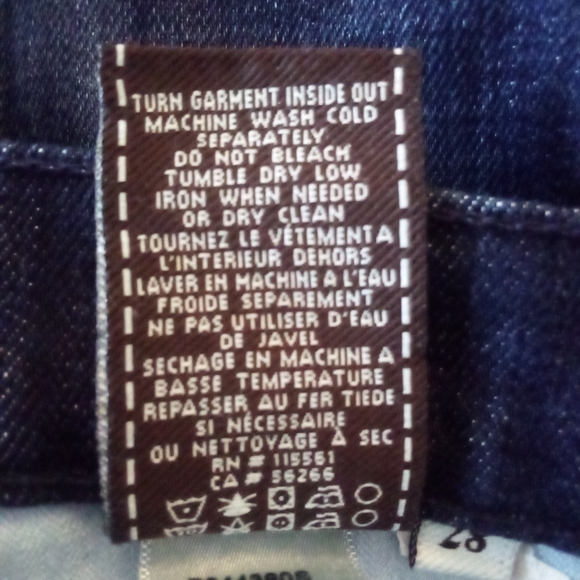 TURN GARMENT INSIDE OUT
MACHINE WASH COLD
SEPARATELY
DO NOT BLEACH
TUMBLE DRY LOW
IRON WHEN NEEDED
OR DRY CLEAN
TOURNEZ LE VÊTEMENT A
L'INTERIEUR DEHORS
LAVER EN MACHINE A L'EAU
FROIDE SEPAREMENT
NE PAS UTILISER D'EAU
DE JAVEL
SECHAGE EN MACHINE A
BASSE TEMPERATURE
REPASSER AU FER TIEDE
SI NÉCESSAIRE
OU NETTOYAGE À SEC
RN # 115561
CA # 56266
28